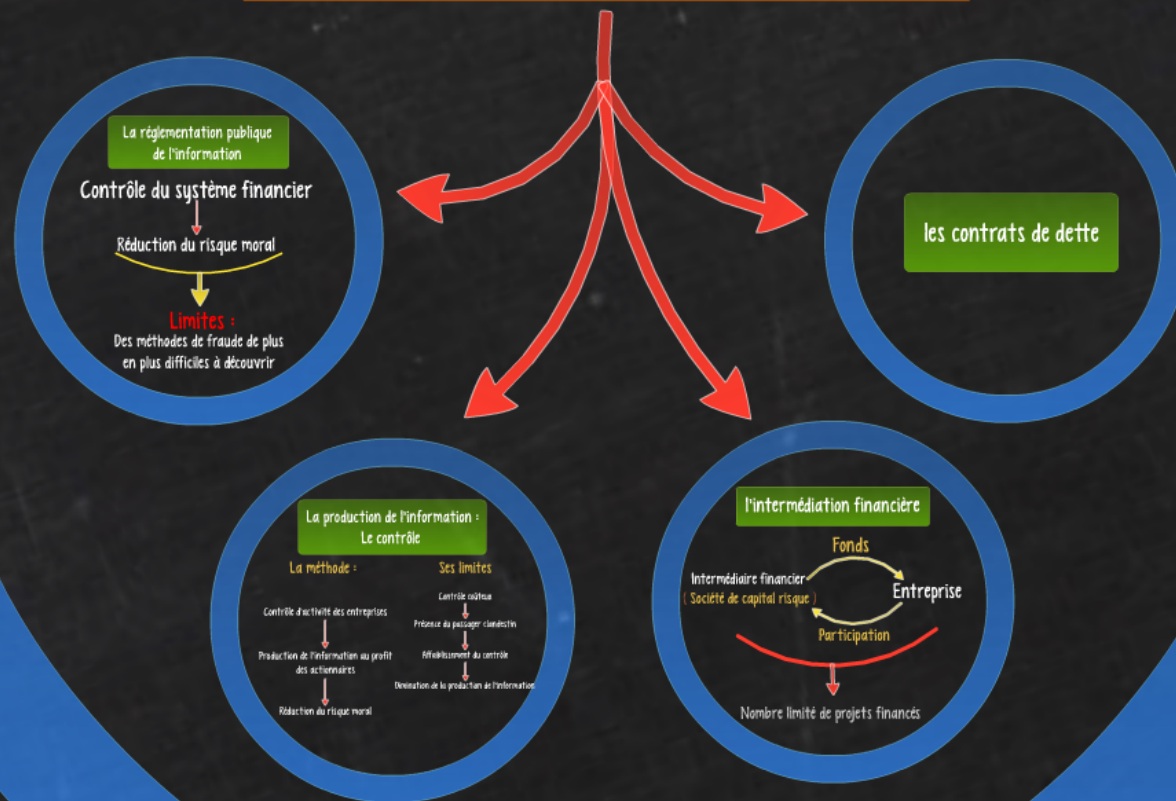 La réglementation publique
de l'information
Contrôle du système financier
Réduction du risque moral
Limites :
Des méthodes de fraude de plus
en plus difficiles à découvrir
les contrats de dette
La production de l'information :
Le contrôle
La méthode :
Contrôle d'activité des entreprises
Production de l'information au profit
des actionnaires
Réduction du risque moral
Ses limites
Contrôle coûteux
Présence du passager clandestin
Affaiblissement du contrôle
Diminution de la production de l'information
l'intermédiation financière
Fonds
Intermédiaire financier
( Société de capital risque )
Entreprise
Participation
Nombre limité de projets financés